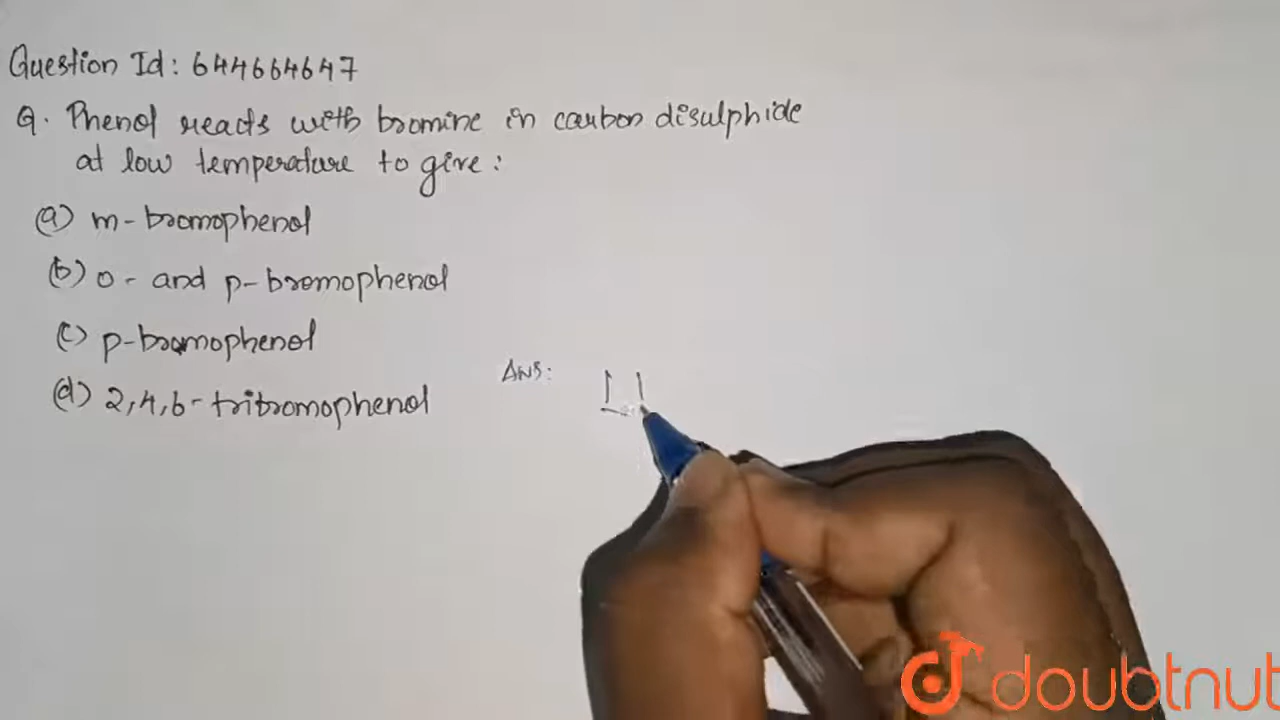 Question Id: 644664647
Q. Phenol reacts with bromine in carbon disulphide
at low temperature to give:
(a) m-bromophenol
(b) o- and p-bromophenol
(c) p-bromophenol
(d) 2,4,6-tribromophenol
Ans:
doubtnut